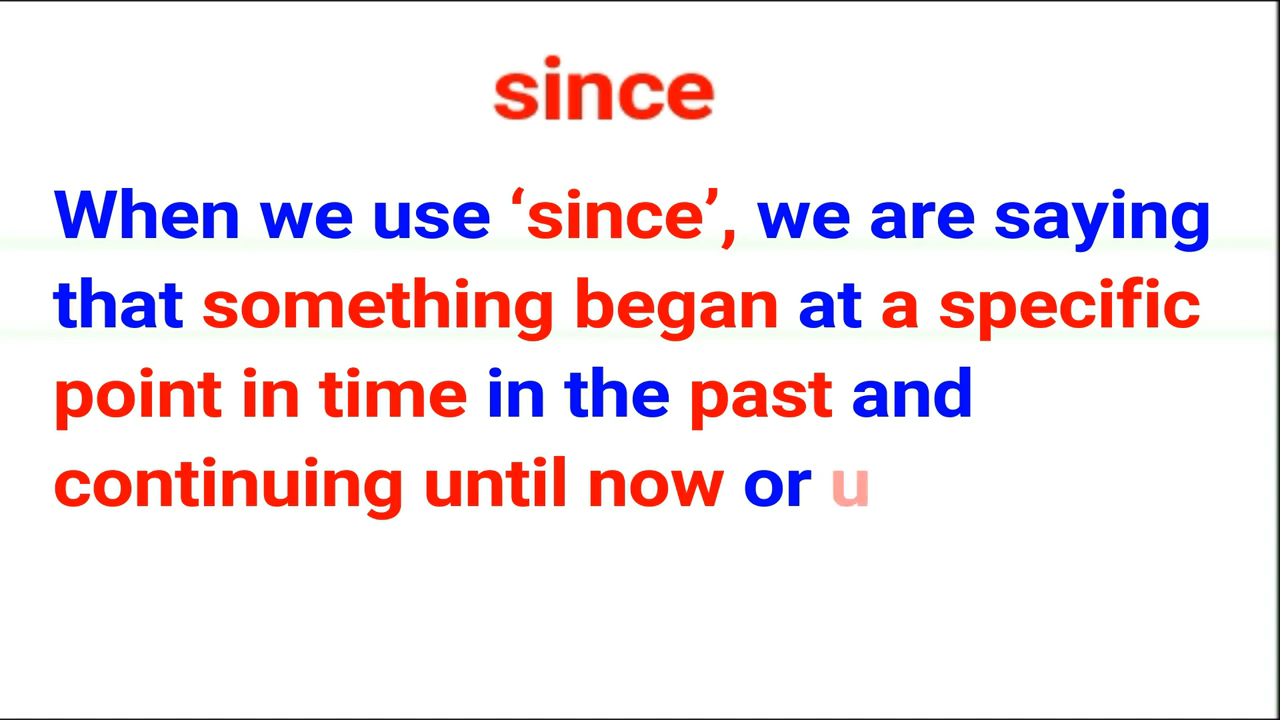 since
When we use ‘since’, we are saying
that something began at a specific
point in time in the past and
continuing until now or u